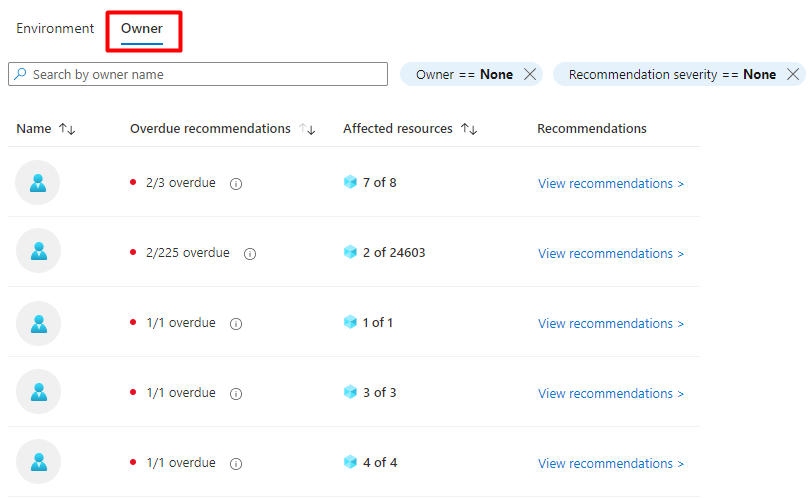 Environment Owner
Search by owner name Owner == None Recommendation severity == None
Name Overdue recommendations Affected resources Recommendations
2/3 overdue 7 of 8 View recommendations >
2/225 overdue 2 of 24603 View recommendations >
1/1 overdue 1 of 1 View recommendations >
1/1 overdue 3 of 3 View recommendations >
1/1 overdue 4 of 4 View recommendations >